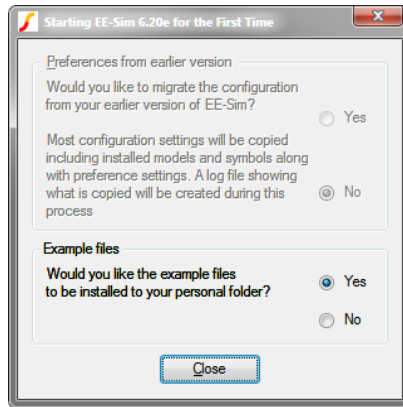 Starting EE-Sim 6.20e for the First Time
Preferences from earlier version
Would you like to migrate the configuration
from your earlier version of EE-Sim?
Yes
Most configuration settings will be copied
including installed models and symbols along
with preference settings. A log file showing
what is copied will be created during this
process
No
Example files
Would you like the example files
to be installed to your personal folder?
Yes
No
Close